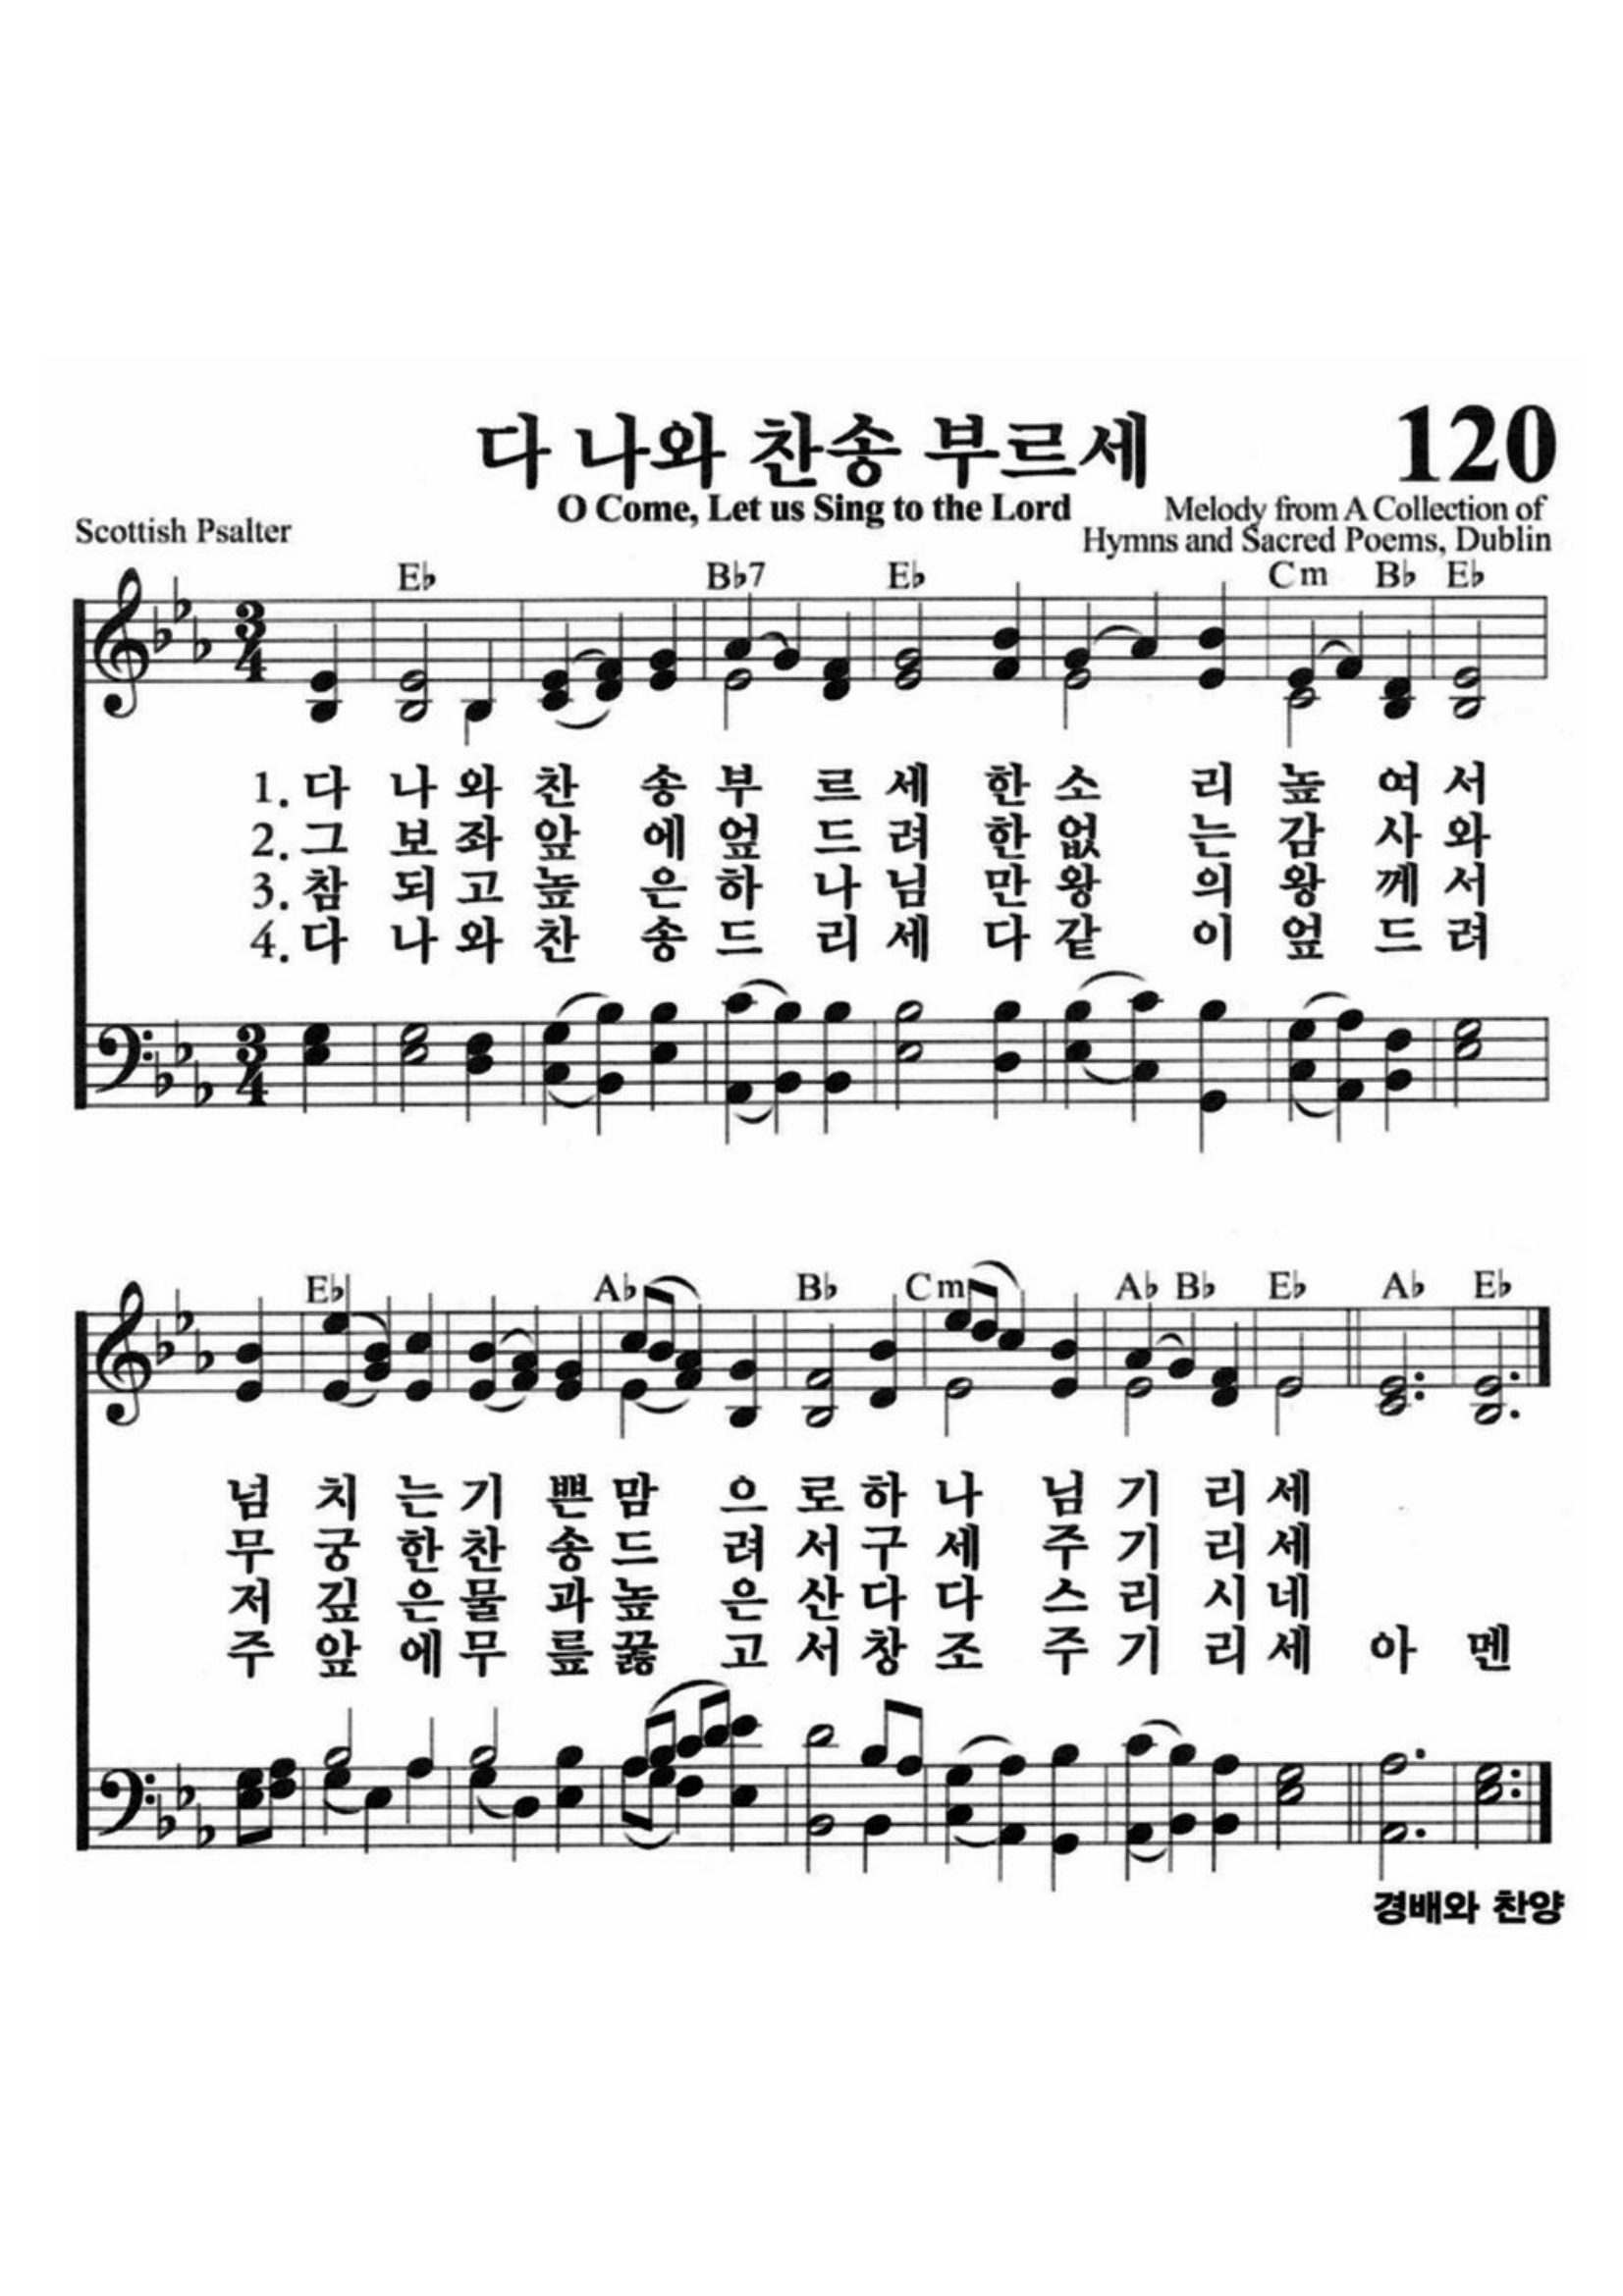 다 나와 찬송 부르세
120
O Come, Let us Sing to the Lord
Scottish Psalter
Melody from A Collection of
Hymns and Sacred Poems, Dublin
E♭ B♭7 E♭ Cm B♭ E♭
3 4
1. 다 나 와 찬 송 부 르 세 한 소 리 높 여 서
2. 그 보 좌 앞 에 엎 드 려 한 없 는 감 사 와
3. 참 되 고 높 은 하 나 님 만 왕 의 왕 께 서
4. 다 나 와 찬 송 드 리 세 다 같 이 엎 드 려
3 4
E♭ A♭ B♭ Cm A♭ B♭ E♭ A♭ E♭
넘 치 는 기 쁜 맘 으 로 하 나 님 기 리 세
무 궁 한 찬 송 드 려 서 구 세 주 기 리 세
저 깊 은 물 과 높 은 산 다 다 스 리 시 네
주 앞 에 무 릎 꿇 고 서 창 조 주 기 리 세 아 멘
경배와 찬양